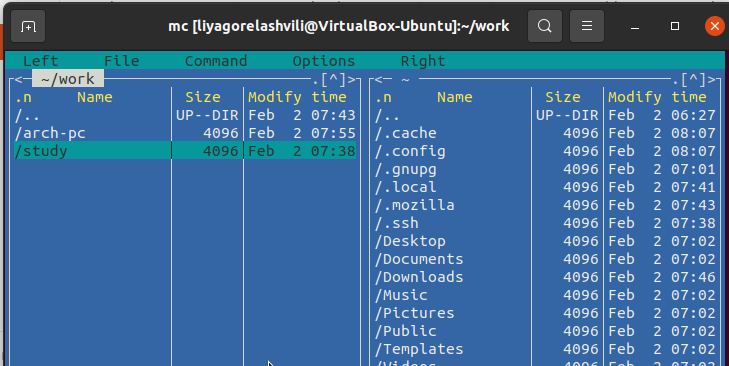 mc [liyagorelashvili@VirtualBox-Ubuntu]:~/work
Left File Command Options Right
<─ ~/work .[^]>
.n Name Size Modify time
/.. UP--DIR Feb 2 07:43
/arch-pc 4096 Feb 2 07:55
/study 4096 Feb 2 07:38
<─ ~ .[^]>
.n Name Size Modify time
/.. UP--DIR Feb 2 06:27
/.cache 4096 Feb 2 08:07
/.config 4096 Feb 2 08:07
/.gnupg 4096 Feb 2 07:01
/.local 4096 Feb 2 07:41
/.mozilla 4096 Feb 2 07:43
/.ssh 4096 Feb 2 07:38
/Desktop 4096 Feb 2 07:02
/Documents 4096 Feb 2 07:02
/Downloads 4096 Feb 2 07:46
/Music 4096 Feb 2 07:02
/Pictures 4096 Feb 2 07:02
/Public 4096 Feb 2 07:02
/Templates 4096 Feb 2 07:02